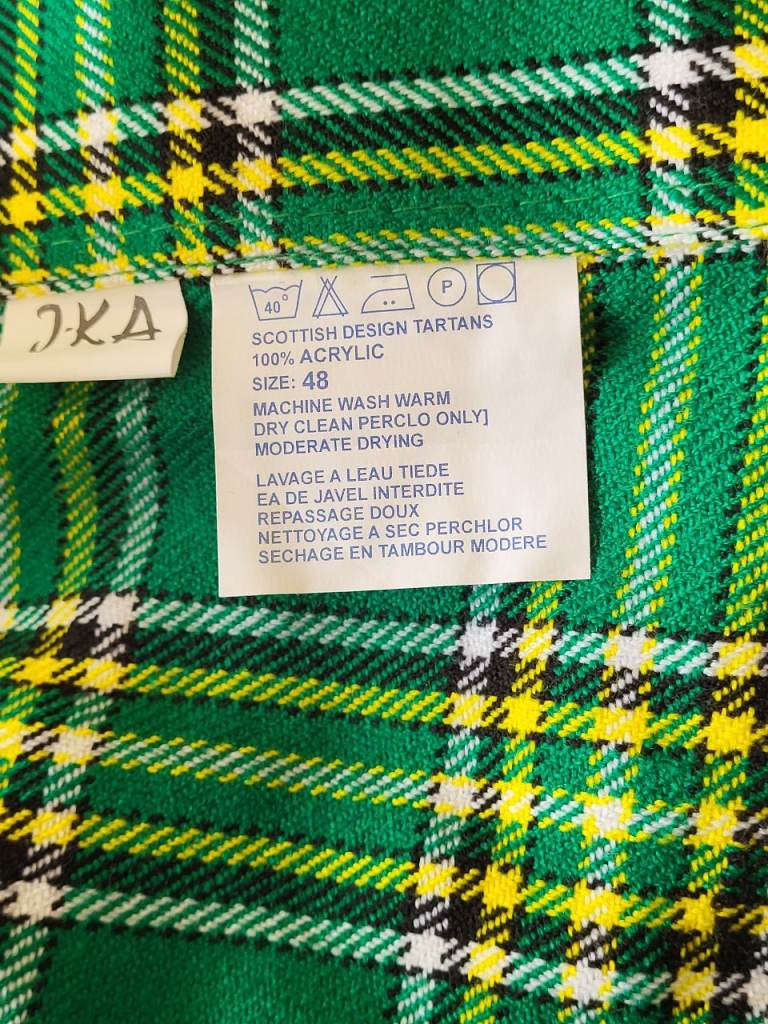 40°
P
J-KA
SCOTTISH DESIGN TARTANS
100% ACRYLIC
SIZE: 48
MACHINE WASH WARM
DRY CLEAN PERCLO ONLY]
MODERATE DRYING
LAVAGE A LEAU TIEDE
EA DE JAVEL INTERDITE
REPASSAGE DOUX
NETTOYAGE A SEC PERCHLOR
SECHAGE EN TAMBOUR MODERE